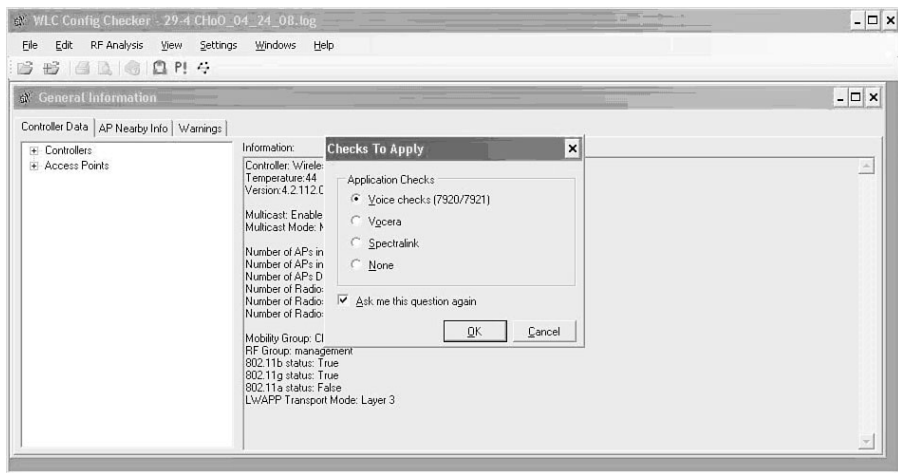 WLC Config Checker - 29-4 CHoO_04_24_08.log
File Edit RF Analysis View Settings Windows Help
P!
General Information
Controller Data AP Nearby Info Warnings
Controllers
Access Points
Information:
Controller: Wirele
Temperature:44
Version:4.2.112.0
Multicast: Enable
Multicast Mode: M
Number of APs in
Number of APs in
Number of APs D
Number of Radio
Number of Radio
Number of Radio
Mobility Group: Cl
RF Group: management
802.11b status: True
802.11g status: True
802.11a status: False
LWAPP Transport Mode: Layer 3
Checks To Apply
Application Checks
Voice checks (7920/7921)
Vocera
Spectralink
None
Ask me this question again
OK Cancel